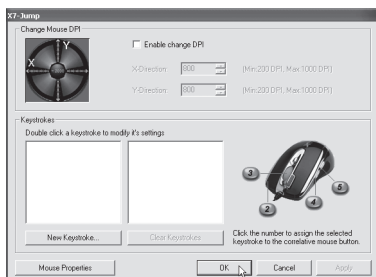 X7-Jump
Change Mouse DPI
Y
X
Enable change DPI
X-Direction: 800 (Min:200 DPI, Max:1000 DPI)
Y-Direction: 800 (Min:200 DPI, Max:1000 DPI)
Keystrokes
Double click a keystroke to modify it's settings
3
2
4
5
New Keystroke...
Clear Keystrokes
Click the number to assign the selected
keystroke to the correlative mouse button.
Mouse Properties
OK
Cancel
Apply